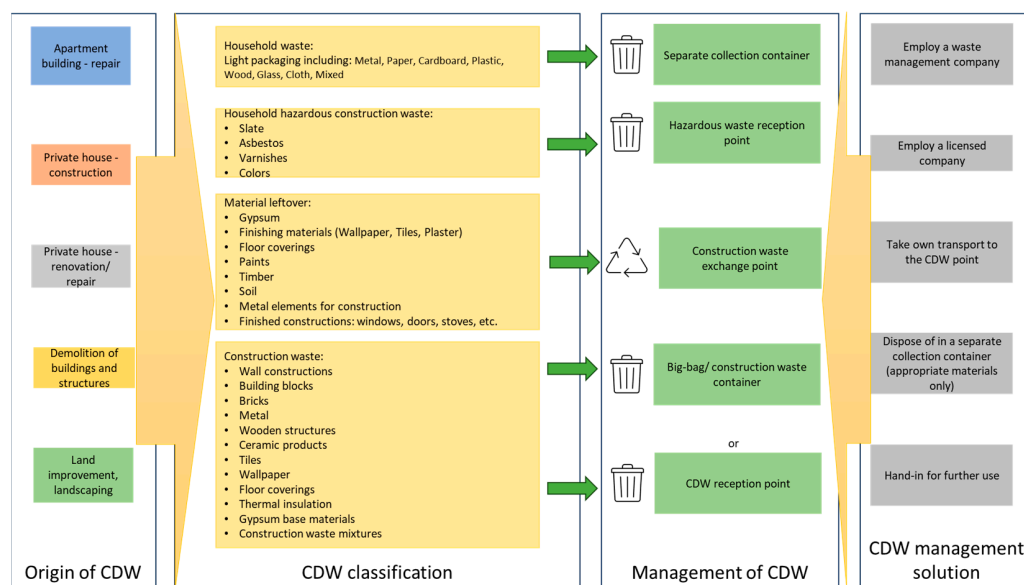 Apartment
building - repair
Private house -
construction
Private house -
renovation/
repair
Demolition of
buildings and
structures
Land
improvement,
landscaping
Origin of CDW
Household waste:
Light packaging including: Metal, Paper, Cardboard, Plastic,
Wood, Glass, Cloth, Mixed
Household hazardous construction waste:
• Slate
• Asbestos
• Varnishes
• Colors
Material leftover:
• Gypsum
• Finishing materials (Wallpaper, Tiles, Plaster)
• Floor coverings
• Paints
• Timber
• Soil
• Metal elements for construction
• Finished constructions: windows, doors, stoves, etc.
Construction waste:
• Wall constructions
• Building blocks
• Bricks
• Metal
• Wooden structures
• Ceramic products
• Tiles
• Wallpaper
• Floor coverings
• Thermal insulation
• Gypsum base materials
• Construction waste mixtures
CDW classification
Separate collection container
Hazardous waste reception
point
Construction waste
exchange point
Big-bag/ construction waste
container
or
CDW reception point
Management of CDW
Employ a waste
management company
Employ a licensed
company
Take own transport to
the CDW point
Dispose of in a separate
collection container
(appropriate materials
only)
Hand-in for further use
CDW management
solution